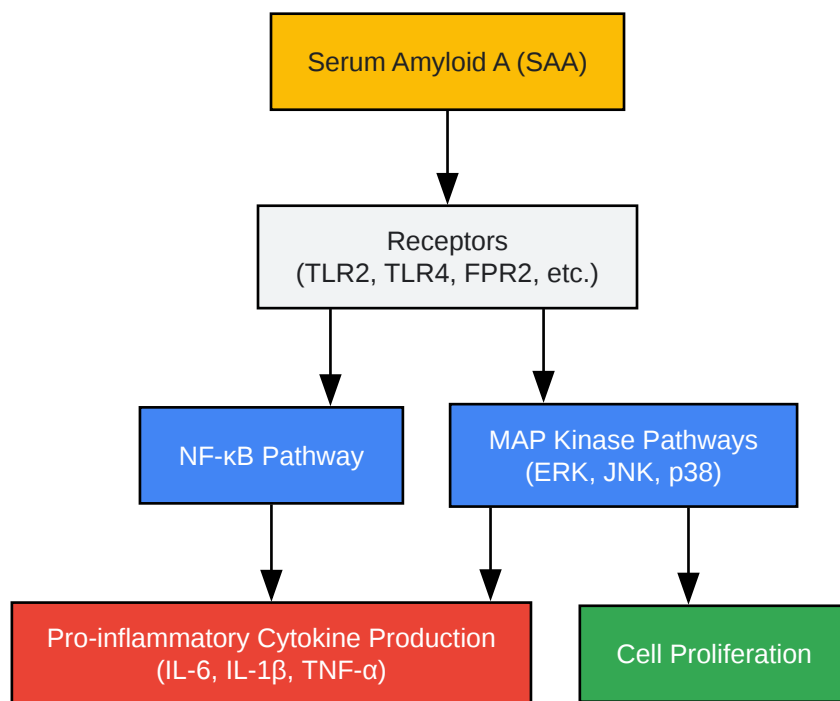 Serum Amyloid A (SAA)
Receptors
(TLR2, TLR4, FPR2, etc.)
NF-κB Pathway
MAP Kinase Pathways
(ERK, JNK, p38)
Pro-inflammatory Cytokine Production
(IL-6, IL-1β, TNF-α)
Cell Proliferation